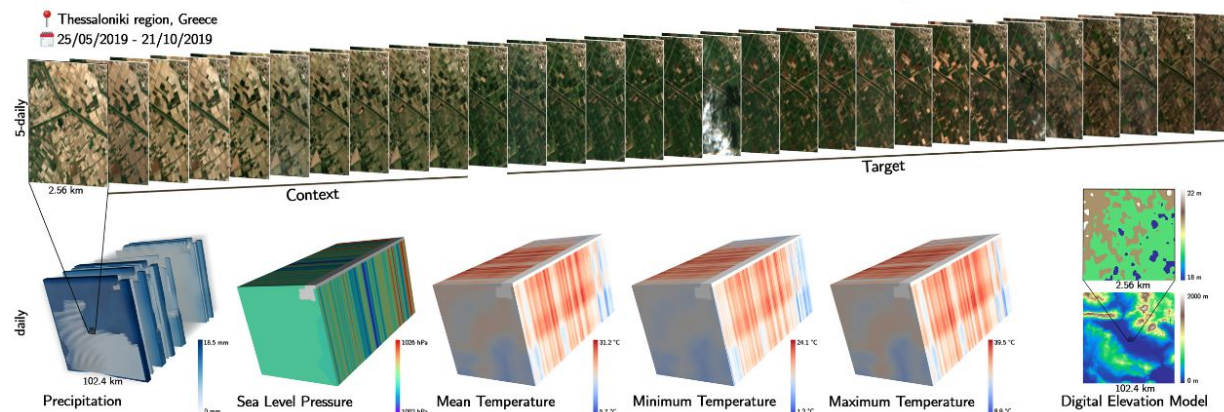 Thessaloniki region, Greece
25/05/2019 - 21/10/2019
5-daily
2.56 km
Context
Target
daily
18.5 mm
0 mm
102.4 km
Precipitation
1026 hPa
Sea Level Pressure
31.2 °C
Mean Temperature
24.1 °C
Minimum Temperature
39.5 °C
Maximum Temperature
22 m
18 m
2.56 km
2000 m
0 m
102.4 km
Digital Elevation Model